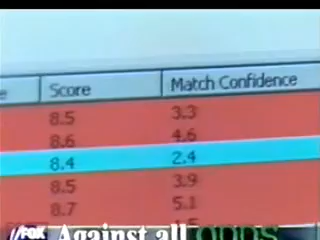 e Score Match Confidence
8.5 3.3
8.6 4.6
8.4 2.4
8.5 3.9
8.7 5.1
FOX Against all odds